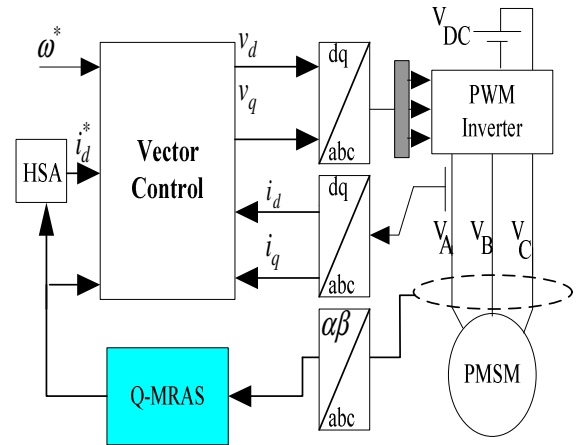 V
DC
ω*
v_d
dq
v_q
PWM
Inverter
HSA
i_d^*
Vector
Control
abc
dq
i_d
i_q
abc
V_A
V_B
V_C
αβ
Q-MRAS
abc
PMSM